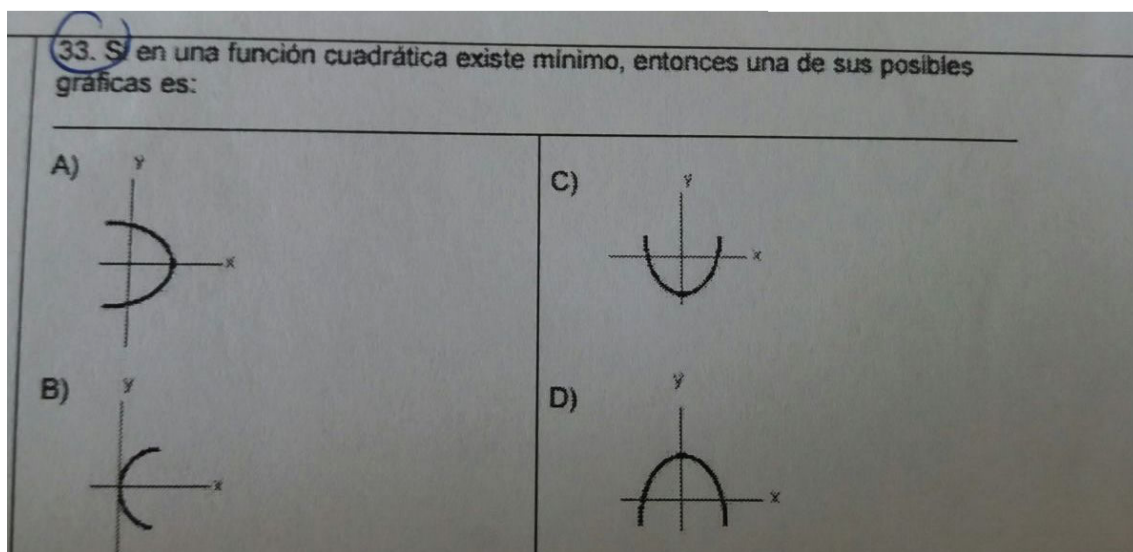 33. Si en una función cuadrática existe mínimo, entonces una de sus posibles
gráficas es:
A)
y
x
C)
y
x
B)
y
x
D)
y
x